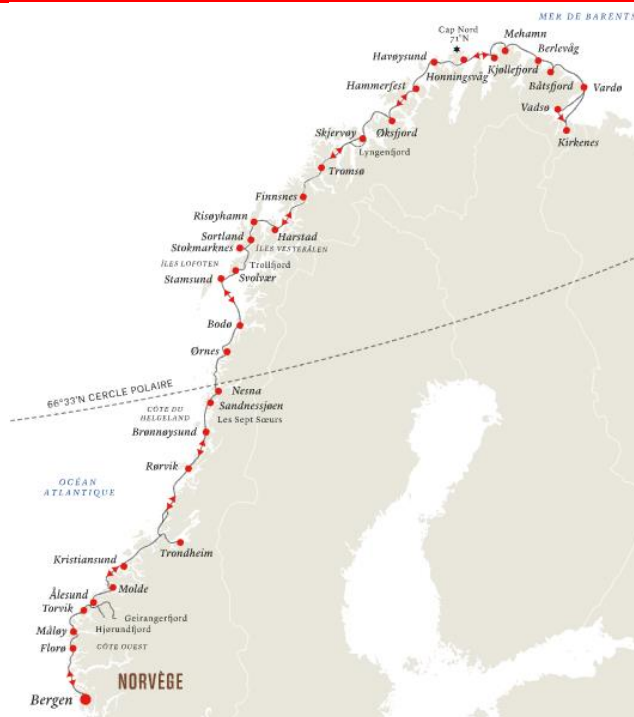 MER DE BARENTS
Cap Nord
71°N
Mehamn
Berlevåg
Havøysund
Kjøllefjord
Honningsvåg
Båtsfjord
Vardø
Hammerfest
Vadsø
Øksfjord
Skjervøy
Kirkenes
Lyngenfjord
Tromsø
Finnsnes
Risøyhamn
Sortland
Harstad
Stokmarknes
ÎLES VESTERÅLEN
ÎLES LOFOTEN
Trollfjord
Stamsund
Svolvær
Bodø
Ørnes
66°33'N CERCLE POLAIRE
Nesna
Sandnessjøen
CÔTE DU
HELGELAND
Les Sept Sœurs
Brønnøysund
Rørvik
OCÉAN
ATLANTIQUE
Trondheim
Kristiansund
Molde
Ålesund
Torvik
Geirangerfjord
Hjørundfjord
Måløy
Florø
CÔTE OUEST
NORVÈGE
Bergen